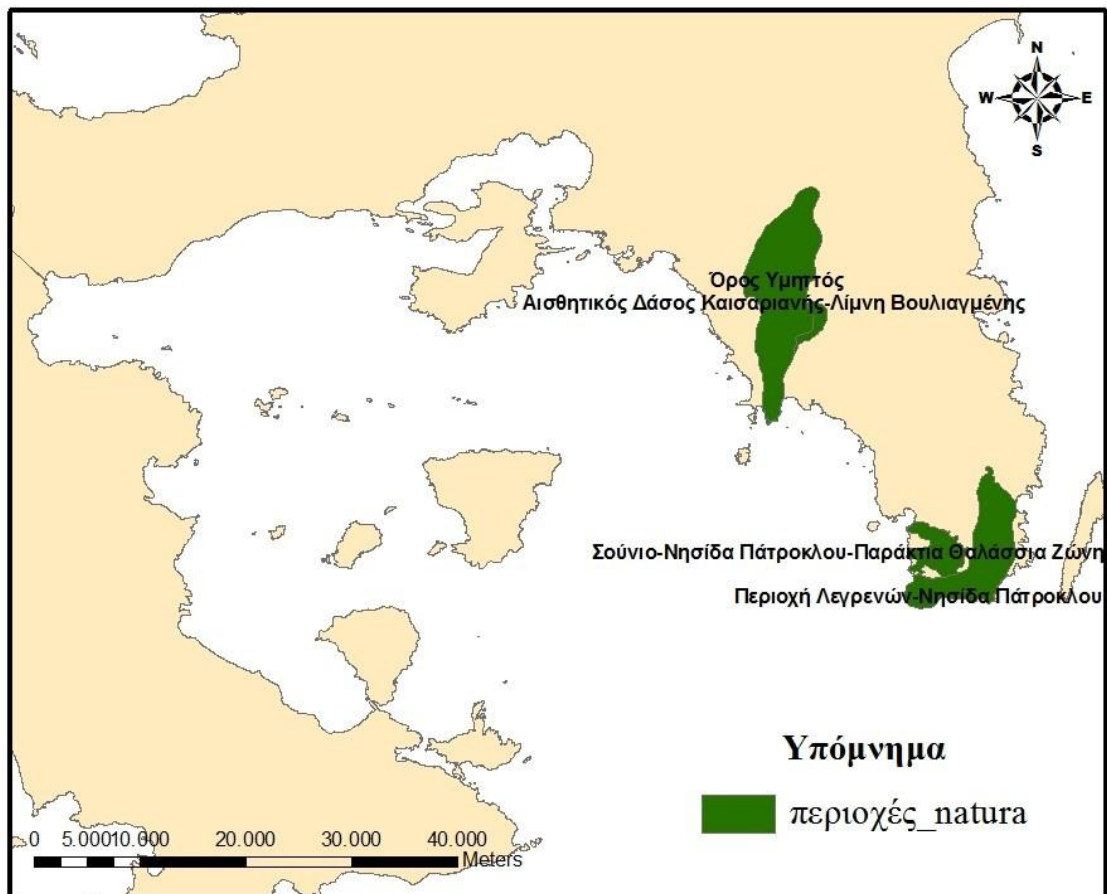 N
W E
S
Όρος Υμηττός
Αισθητικός Δάσος Καισαριανής-Λίμνη Βουλιαγμένης
Σούνιο-Νησίδα Πάτροκλου-Παράκτια Θαλάσσια Ζώνη
Περιοχή Λεγρενών-Νησίδα Πάτροκλου
Υπόμνημα
περιοχές_natura
0 5.000 10.000 20.000 30.000 40.000
Meters